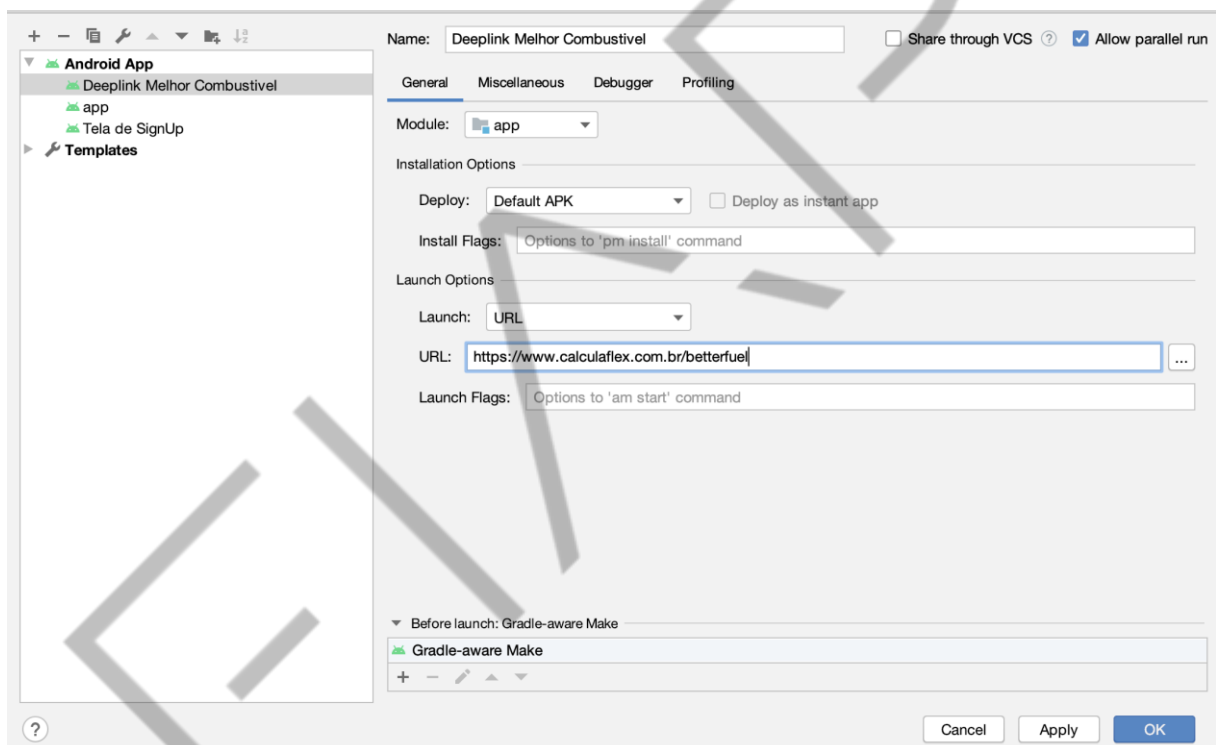 Name: Deeplink Melhor Combustivel Share through VCS ? Allow parallel run
Android App
Deeplink Melhor Combustivel
app
Tela de SignUp
Templates
General Miscellaneous Debugger Profiling
Module: app
Installation Options
Deploy: Default APK Deploy as instant app
Install Flags: Options to 'pm install' command
Launch Options
Launch: URL
URL: https://www.calculaflex.com.br/betterfuel ...
Launch Flags: Options to 'am start' command
Before launch: Gradle-aware Make
Gradle-aware Make
? Cancel Apply OK